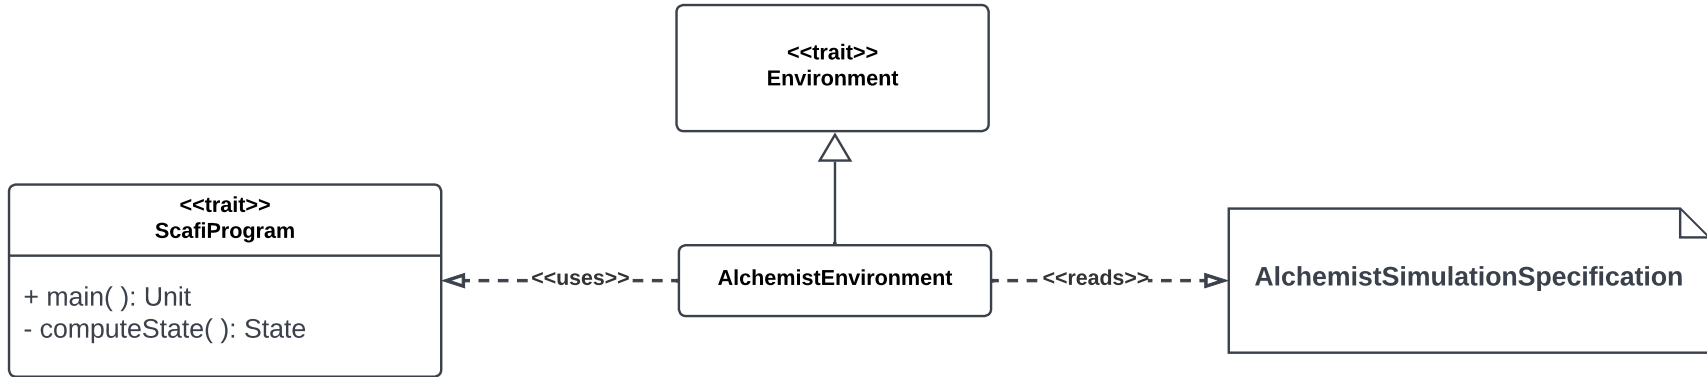 <<trait>>
Environment
<<trait>>
ScafiProgram
+ main( ): Unit
- computeState( ): State
<<uses>>
AlchemistEnvironment
<<reads>>
AlchemistSimulationSpecification